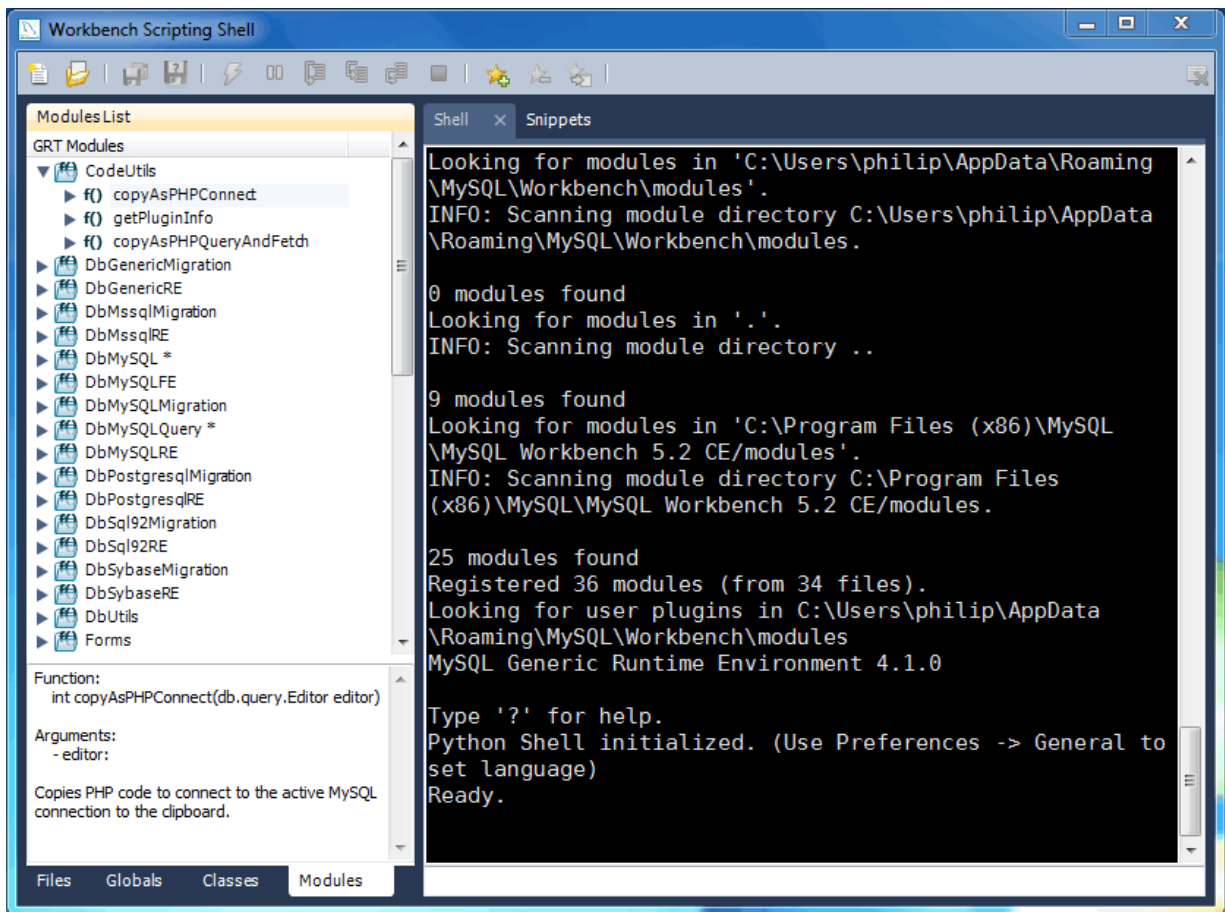 Workbench Scripting Shell
Modules List
GRT Modules
CodeUtils
f() copyAsPHPConnect
f() getPluginInfo
f() copyAsPHPQueryAndFetch
DbGenericMigration
DbGenericRE
DbMssqlMigration
DbMssqlRE
DbMySQL *
DbMySQLFE
DbMySQLMigration
DbMySQLQuery *
DbMySQLRE
DbPostgresqlMigration
DbPostgresqlRE
DbSql92Migration
DbSql92RE
DbSybaseMigration
DbSybaseRE
DbUtils
Forms
Function:
int copyAsPHPConnect(db.query.Editor editor)
Arguments:
- editor:
Copies PHP code to connect to the active MySQL
connection to the clipboard.
Files Globals Classes Modules
Shell Snippets
Looking for modules in 'C:\Users\philip\AppData\Roaming
\MySQL\Workbench\modules'.
INFO: Scanning module directory C:\Users\philip\AppData
\Roaming\MySQL\Workbench\modules.
0 modules found
Looking for modules in '.'.
INFO: Scanning module directory ..
9 modules found
Looking for modules in 'C:\Program Files (x86)\MySQL
\MySQL Workbench 5.2 CE/modules'.
INFO: Scanning module directory C:\Program Files
(x86)\MySQL\MySQL Workbench 5.2 CE/modules.
25 modules found
Registered 36 modules (from 34 files).
Looking for user plugins in C:\Users\philip\AppData
\Roaming\MySQL\Workbench\modules
MySQL Generic Runtime Environment 4.1.0
Type '?' for help.
Python Shell initialized. (Use Preferences -> General to
set language)
Ready.